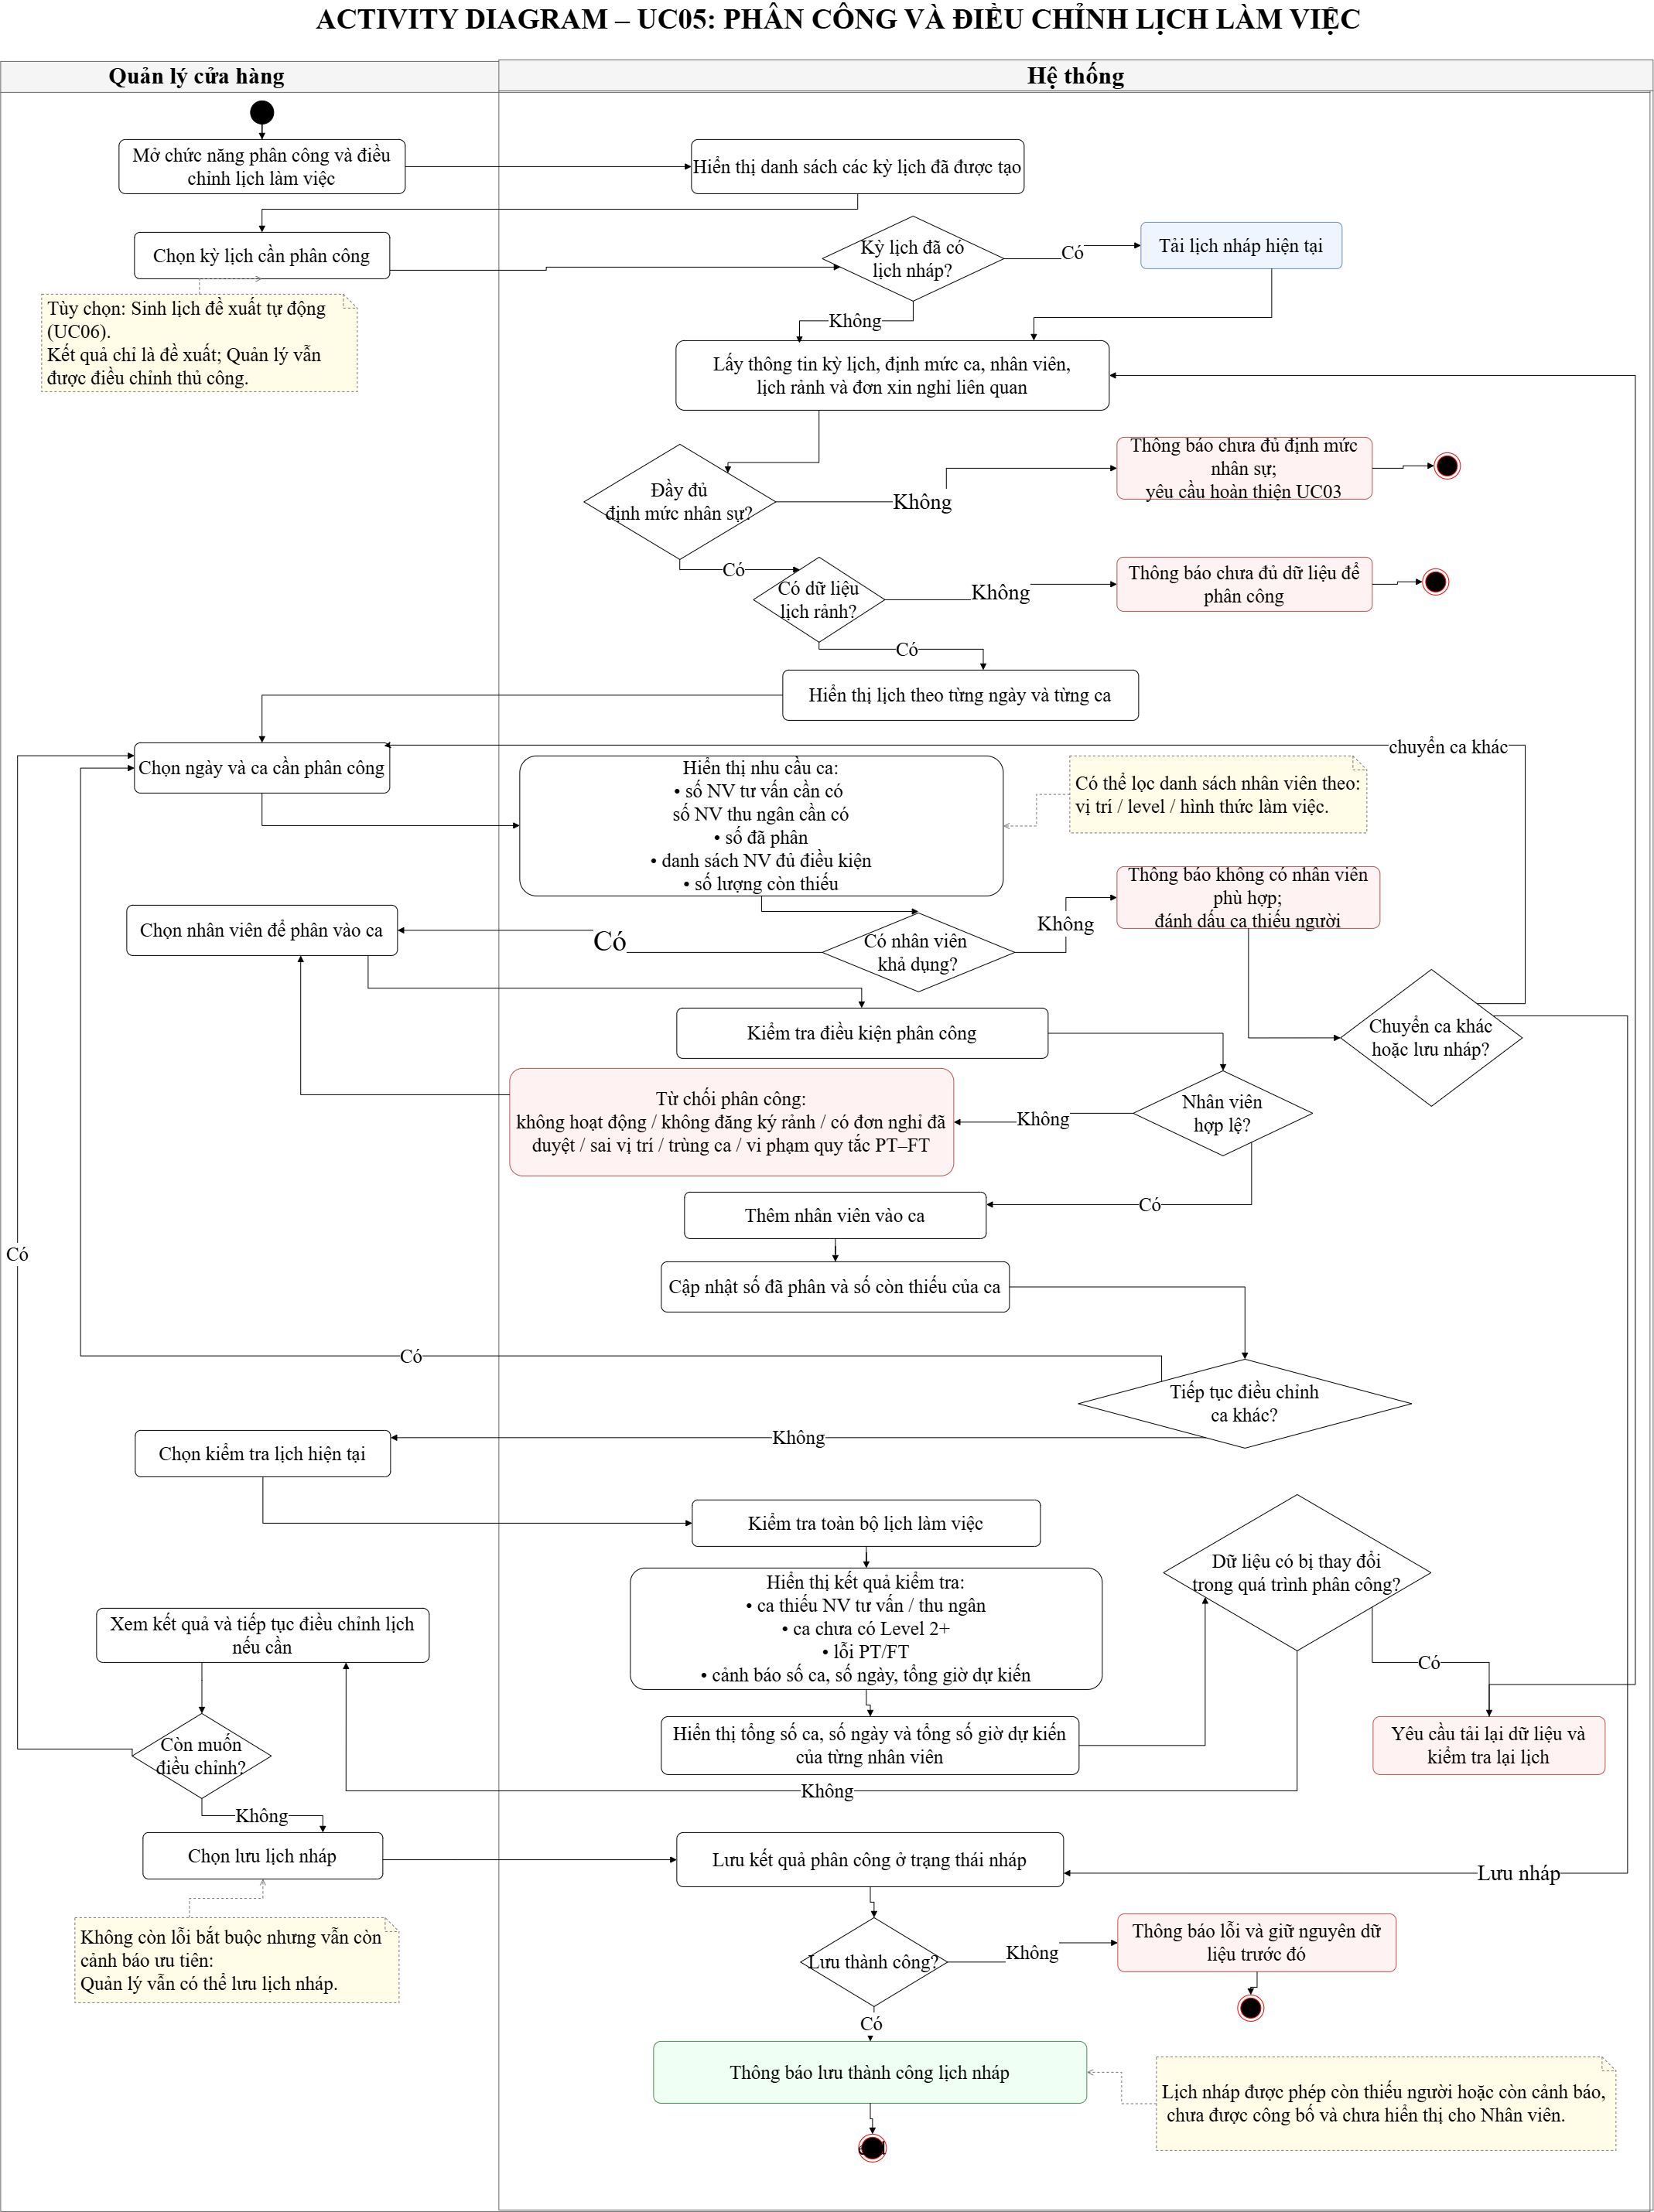 ACTIVITY DIAGRAM – UC05: PHÂN CÔNG VÀ ĐIỀU CHỈNH LỊCH LÀM VIỆC
Quản lý cửa hàng
Hệ thống
Mở chức năng phân công và điều
chỉnh lịch làm việc
Hiển thị danh sách các kỳ lịch đã được tạo
Chọn kỳ lịch cần phân công
Kỳ lịch đã có
lịch nháp?
Có
Tải lịch nháp hiện tại
Tùy chọn: Sinh lịch đề xuất tự động
(UC06).
Kết quả chỉ là đề xuất; Quản lý vẫn
được điều chỉnh thủ công.
Không
Lấy thông tin kỳ lịch, định mức ca, nhân viên,
lịch rảnh và đơn xin nghỉ liên quan
Đầy đủ
định mức nhân sự?
Không
Thông báo chưa đủ định mức
nhân sự;
yêu cầu hoàn thiện UC03
Có
Có dữ liệu
lịch rảnh?
Không
Thông báo chưa đủ dữ liệu để
phân công
Có
Hiển thị lịch theo từng ngày và từng ca
chuyển ca khác
Chọn ngày và ca cần phân công
Hiển thị nhu cầu ca:
• số NV tư vấn cần có
số NV thu ngân cần có
• số đã phân
• danh sách NV đủ điều kiện
• số lượng còn thiếu
Có thể lọc danh sách nhân viên theo:
vị trí / level / hình thức làm việc.
Chọn nhân viên để phân vào ca
Có
Có nhân viên
khả dụng?
Không
Thông báo không có nhân viên
phù hợp;
đánh dấu ca thiếu người
Kiểm tra điều kiện phân công
Chuyển ca khác
hoặc lưu nháp?
Từ chối phân công:
không hoạt động / không đăng ký rảnh / có đơn nghỉ đã
duyệt / sai vị trí / trùng ca / vi phạm quy tắc PT–FT
Không
Nhân viên
hợp lệ?
Có
Thêm nhân viên vào ca
Có
Cập nhật số đã phân và số còn thiếu của ca
Có
Tiếp tục điều chỉnh
ca khác?
Không
Chọn kiểm tra lịch hiện tại
Kiểm tra toàn bộ lịch làm việc
Dữ liệu có bị thay đổi
trong quá trình phân công?
Hiển thị kết quả kiểm tra:
• ca thiếu NV tư vấn / thu ngân
• ca chưa có Level 2+
• lỗi PT/FT
• cảnh báo số ca, số ngày, tổng giờ dự kiến
Xem kết quả và tiếp tục điều chỉnh lịch
nếu cần
Có
Hiển thị tổng số ca, số ngày và tổng số giờ dự kiến
của từng nhân viên
Yêu cầu tải lại dữ liệu và
kiểm tra lại lịch
Còn muốn
điều chỉnh?
Không
Không
Chọn lưu lịch nháp
Lưu kết quả phân công ở trạng thái nháp
Lưu nháp
Không còn lỗi bắt buộc nhưng vẫn còn
cảnh báo ưu tiên:
Quản lý vẫn có thể lưu lịch nháp.
Lưu thành công?
Không
Thông báo lỗi và giữ nguyên dữ
liệu trước đó
Có
Thông báo lưu thành công lịch nháp
Lịch nháp được phép còn thiếu người hoặc còn cảnh báo,
chưa được công bố và chưa hiển thị cho Nhân viên.